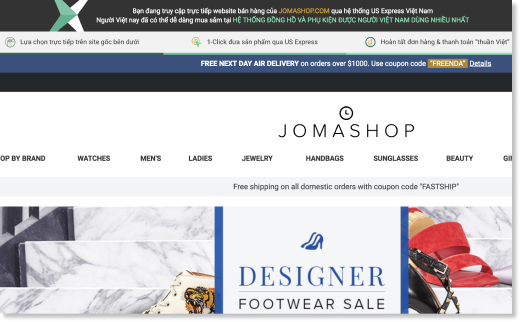 Bạn đang truy cập trực tiếp website bán hàng của JOMASHOP.COM qua hệ thống US Express Việt Nam
Người Việt nay đã có thể dễ dàng mua sắm tại HỆ THỐNG ĐỒNG HỒ VÀ PHỤ KIỆN ĐƯỢC NGƯỜI VIỆT NAM DÙNG NHIỀU NHẤT
Lựa chọn trực tiếp trên site gốc bên dưới
1-Click đưa sản phẩm qua US Express
Hoàn tất đơn hàng & thanh toán "thuần Việt"
FREE NEXT DAY AIR DELIVERY on orders over $1000. Use coupon code "FREENDA" Details
JOMASHOP
OP BY BRAND WATCHES MEN'S LADIES JEWELRY HANDBAGS SUNGLASSES BEAUTY GI
Free shipping on all domestic orders with coupon code "FASTSHIP"
DESIGNER
FOOTWEAR SALE